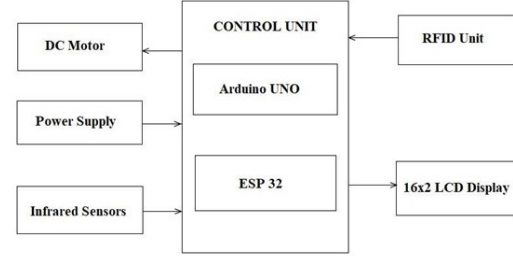 CONTROL UNIT
DC Motor
RFID Unit
Arduino UNO
Power Supply
ESP 32
16x2 LCD Display
Infrared Sensors